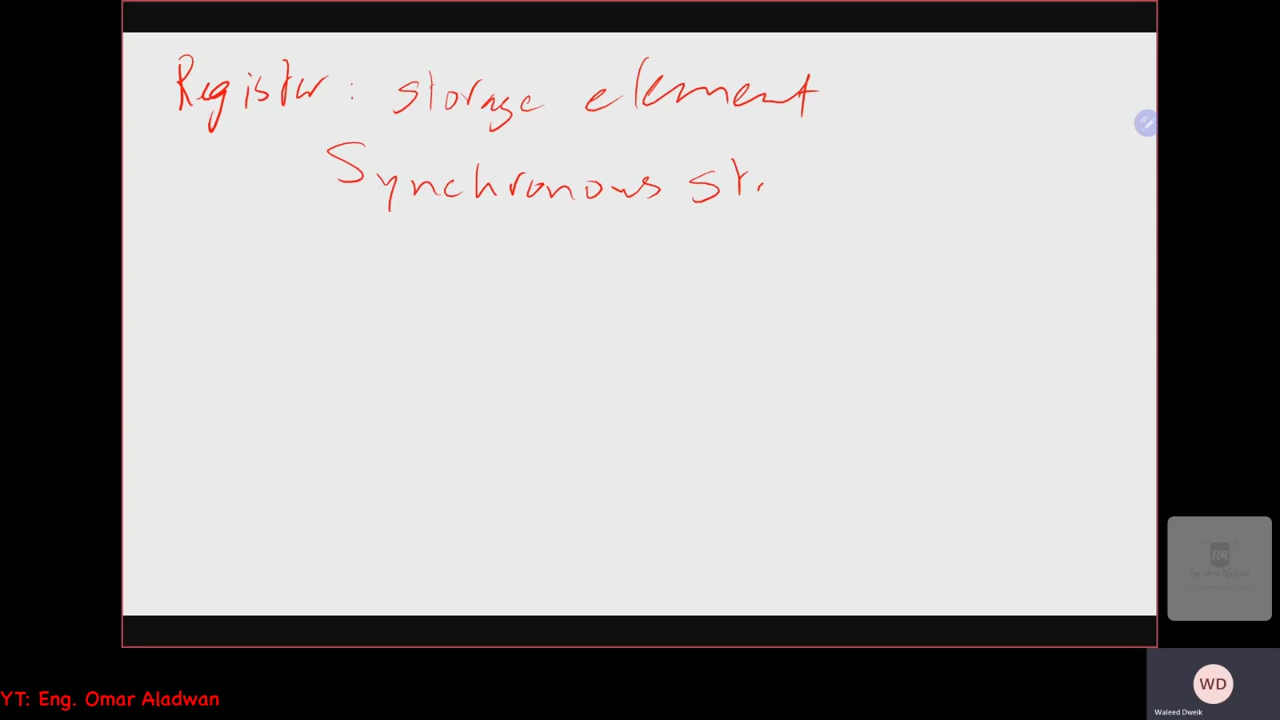 Register: storage element
Synchronous st.
WD
Waleed Dweik
YT: Eng. Omar Aladwan